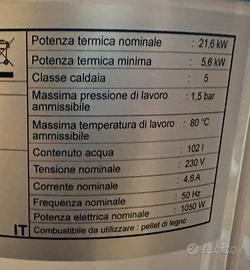 Potenza termica nominale : 21,6 kW
Potenza termica minima : 5,6 kW
Classe caldaia : 5
Massima pressione di lavoro : 1,5 bar
ammissibile
Massima temperatura di lavoro : 80 °C
ammissibile
Contenuto acqua : 102 l
Tensione nominale : 230 V
Corrente nominale : 4,6 A
Frequenza nominale : 50 Hz
Potenza elettrica nominale : 1050 W
IT Combustibile da utilizzare : pellet di legno
subito